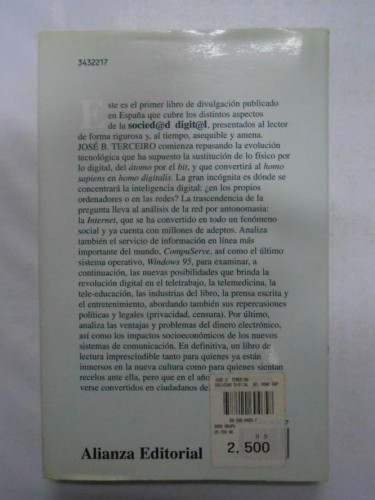 3432217
Este es el primer libro de divulgación publicado
en España que cubre los distintos aspectos
de la socied@d digit@l, presentados al lector
de forma rigurosa y, al tiempo, asequible y amena.
JOSÉ B. TERCEIRO comienza repasando la evolución
tecnológica que ha supuesto la sustitución de lo físico por
lo digital, del átomo por el bit, y que convertirá al homo
sapiens en homo digitalis. La gran incógnita es dónde se
concentrará la inteligencia digital: ¿en los propios
ordenadores o en las redes? La trascendencia de la
pregunta lleva al análisis de la red por antonomasia:
la Internet, que se ha convertido en todo un fenómeno
social y ya cuenta con millones de adeptos. Analiza
también el servicio de información en línea más
importante del mundo, CompuServe, así como el último
sistema operativo, Windows 95, para examinar, a
continuación, las nuevas posibilidades que brinda la
revolución digital en el teletrabajo, la telemedicina, la
tele-educación, las industrias del libro, la prensa escrita y
el entretenimiento, abordando también sus repercusiones
políticas y legales (privacidad, censura). Por último,
analiza las ventajas y problemas del dinero electrónico,
así como los impactos socioeconómicos de los nuevos
sistemas de comunicación. En definitiva, un libro de
lectura imprescindible tanto para quienes ya están
inmersos en la nueva cultura como para quienes sientan
recelos ante ella, pero que en el año
verse convertidos en ciudadanos de
2.500
Alianza Editorial